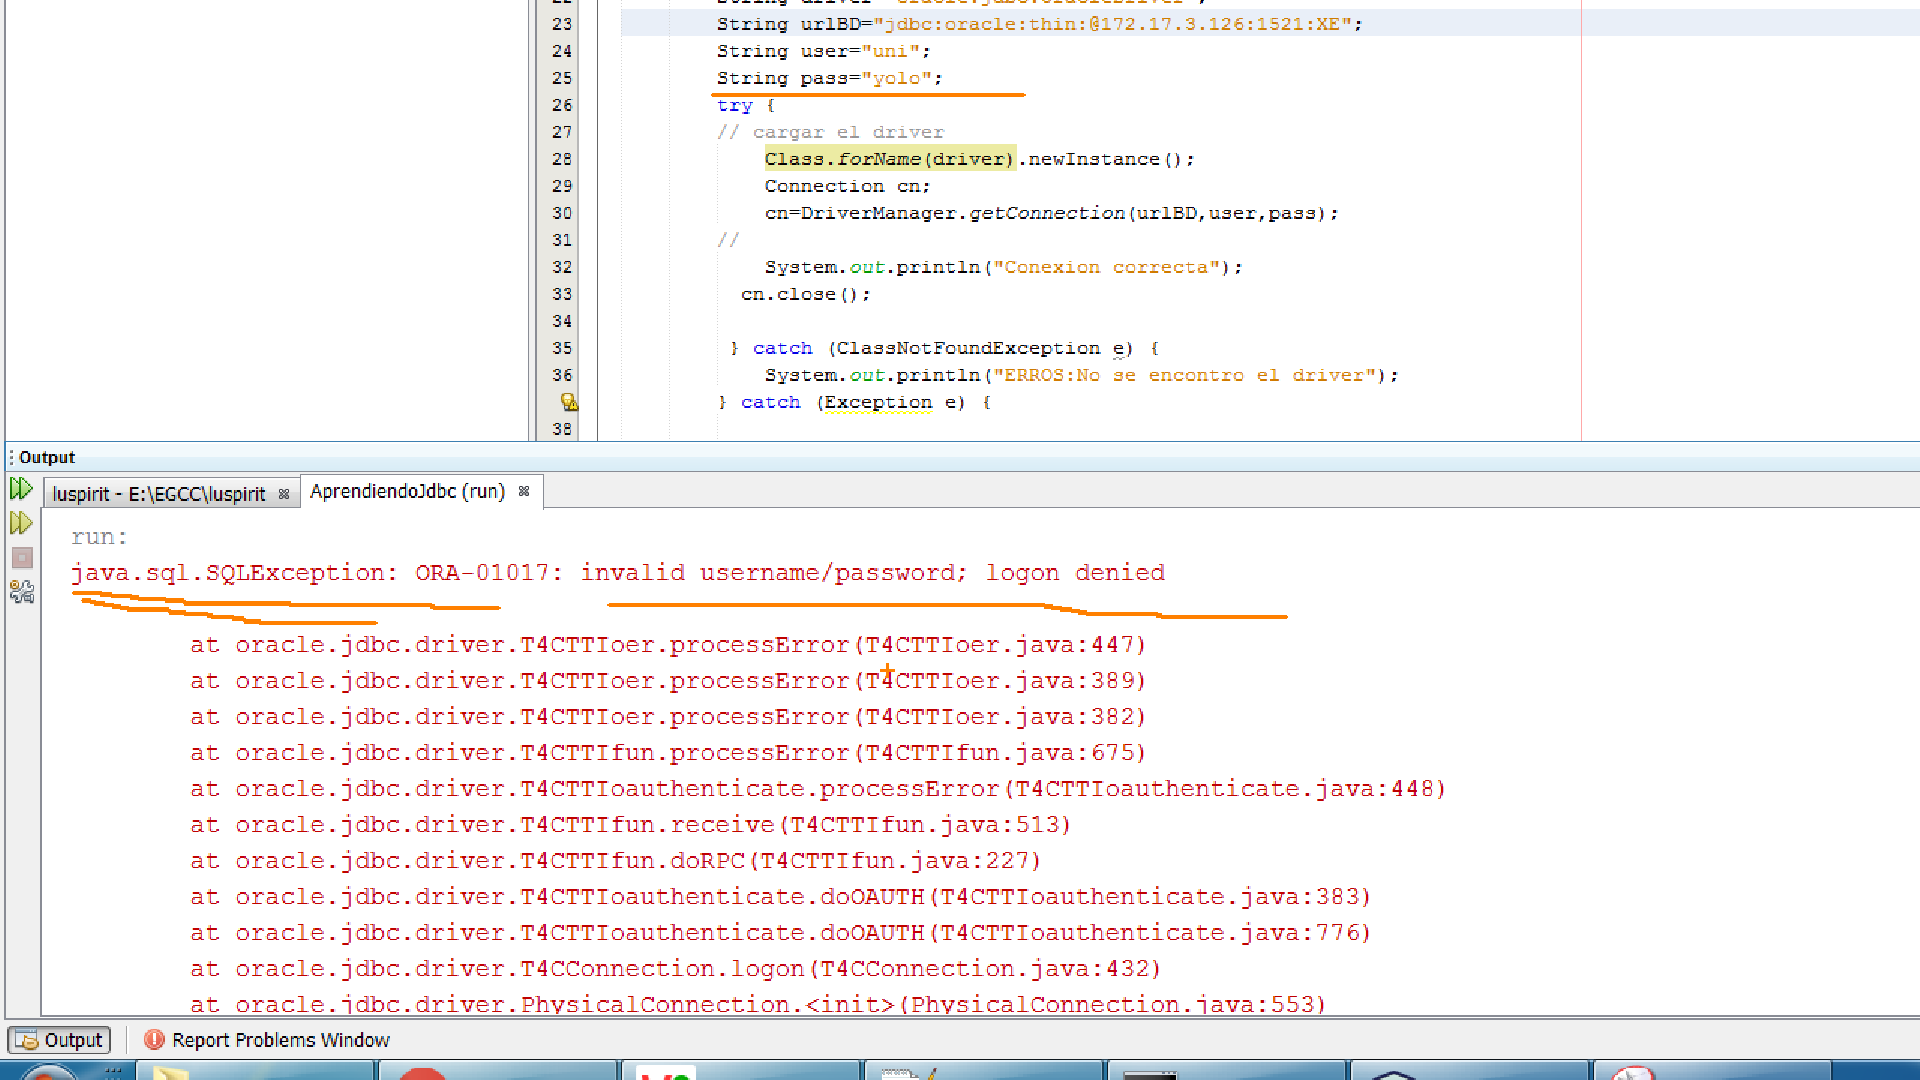 22 String driver="oracle.jdbc.OracleDriver";
23 String urlBD="jdbc:oracle:thin:@172.17.3.126:1521:XE";
24 String user="uni";
25 String pass="yolo";
26 try {
27 // cargar el driver
28 Class.forName(driver).newInstance();
29 Connection cn;
30 cn=DriverManager.getConnection(urlBD,user,pass);
31 //
32 System.out.println("Conexion correcta");
33 cn.close();
34
35 } catch (ClassNotFoundException e) {
36 System.out.println("ERROS:No se encontro el driver");
} catch (Exception e) {
38
Output
luspirit - E:\EGCC\luspirit
AprendiendoJdbc (run)
run:
java.sql.SQLException: ORA-01017: invalid username/password; logon denied
at oracle.jdbc.driver.T4CTTIoer.processError(T4CTTIoer.java:447)
at oracle.jdbc.driver.T4CTTIoer.processError(T4CTTIoer.java:389)
at oracle.jdbc.driver.T4CTTIoer.processError(T4CTTIoer.java:382)
at oracle.jdbc.driver.T4CTTIfun.processError(T4CTTIfun.java:675)
at oracle.jdbc.driver.T4CTTIoauthenticate.processError(T4CTTIoauthenticate.java:448)
at oracle.jdbc.driver.T4CTTIfun.receive(T4CTTIfun.java:513)
at oracle.jdbc.driver.T4CTTIfun.doRPC(T4CTTIfun.java:227)
at oracle.jdbc.driver.T4CTTIoauthenticate.doOAUTH(T4CTTIoauthenticate.java:383)
at oracle.jdbc.driver.T4CTTIoauthenticate.doOAUTH(T4CTTIoauthenticate.java:776)
at oracle.jdbc.driver.T4CConnection.logon(T4CConnection.java:432)
at oracle.jdbc.driver.PhysicalConnection.<init>(PhysicalConnection.java:553)
Output
Report Problems Window